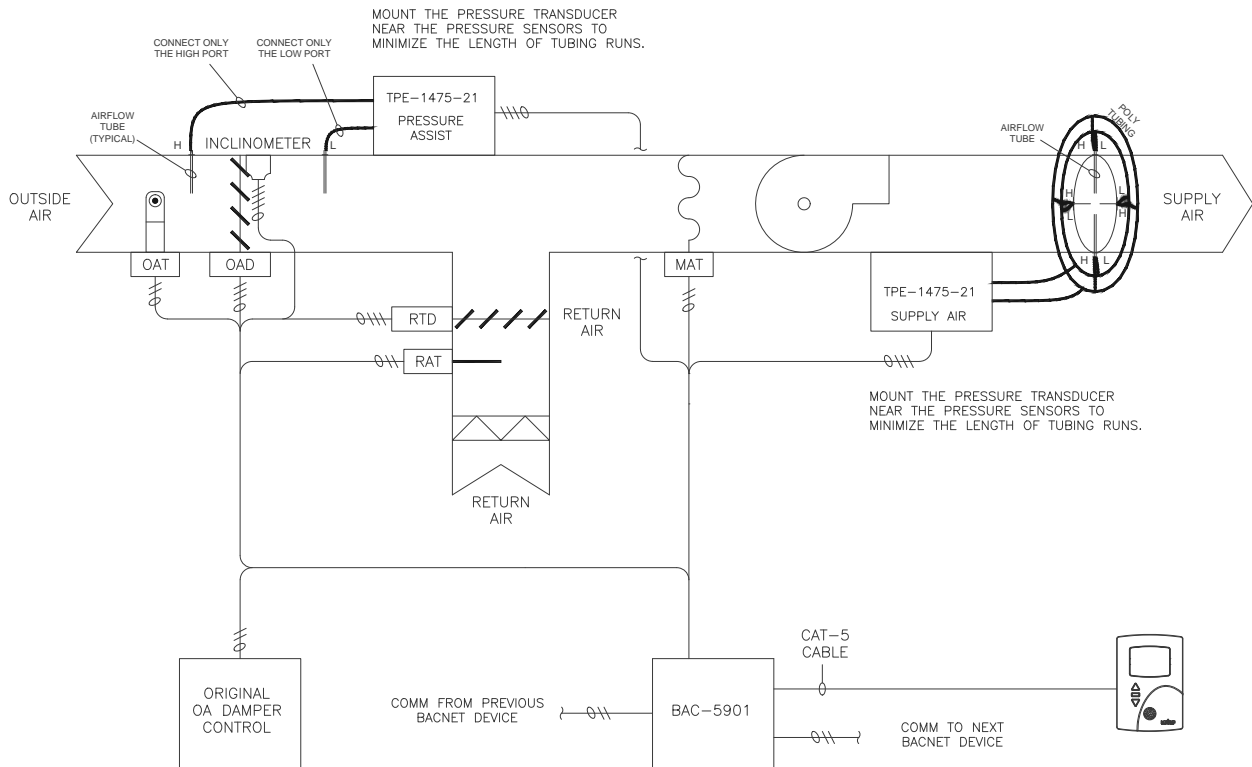 MOUNT THE PRESSURE TRANSDUCER
NEAR THE PRESSURE SENSORS TO
MINIMIZE THE LENGTH OF TUBING RUNS.
CONNECT ONLY
THE HIGH PORT
CONNECT ONLY
THE LOW PORT
TPE-1475-21
PRESSURE
ASSIST
AIRFLOW
TUBE
(TYPICAL)
H
INCLINOMETER
L
POLY
TUBING
AIRFLOW
TUBE
H
L
H
L
L
H
H
L
OUTSIDE
AIR
SUPPLY
AIR
OAT
OAD
MAT
TPE-1475-21
SUPPLY AIR
RTD
RETURN
AIR
RAT
MOUNT THE PRESSURE TRANSDUCER
NEAR THE PRESSURE SENSORS TO
MINIMIZE THE LENGTH OF TUBING RUNS.
RETURN
AIR
CAT-5
CABLE
ORIGINAL
OA DAMPER
CONTROL
COMM FROM PREVIOUS
BACNET DEVICE
BAC-5901
COMM TO NEXT
BACNET DEVICE